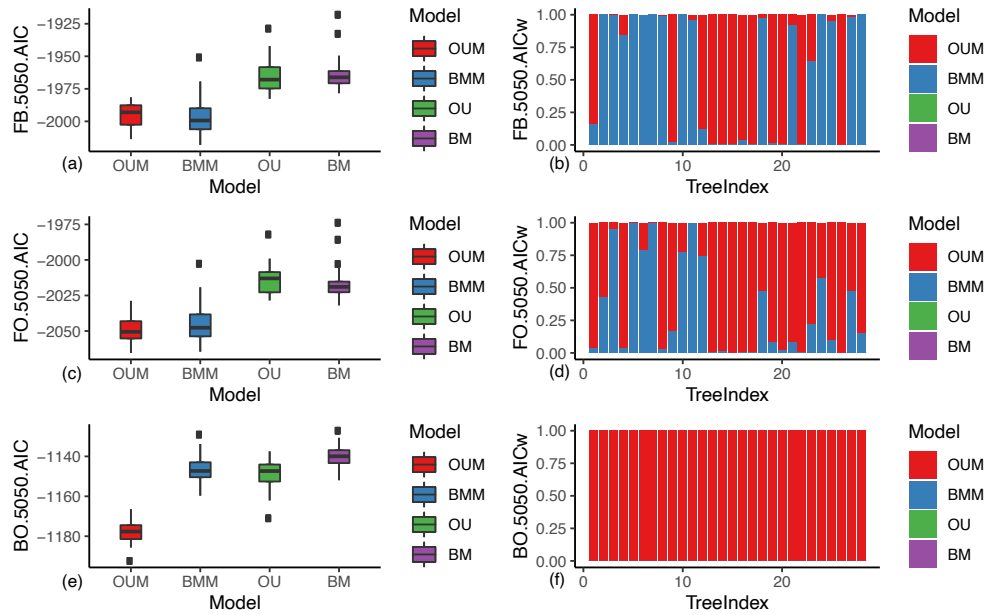 FB.5050.AIC
−1925
−1950
−1975
−2000
(a)
OUM BMM OU BM
Model
Model
OUM
BMM
OU
BM
FB.5050.AICw
1.00
0.75
0.50
0.25
0.00
(b)
0 10 20
TreeIndex
Model
OUM
BMM
OU
BM
FO.5050.AIC
−1975
−2000
−2025
−2050
(c)
OUM BMM OU BM
Model
Model
OUM
BMM
OU
BM
FO.5050.AICw
1.00
0.75
0.50
0.25
0.00
(d)
0 10 20
TreeIndex
Model
OUM
BMM
OU
BM
BO.5050.AIC
−1140
−1160
−1180
(e)
OUM BMM OU BM
Model
Model
OUM
BMM
OU
BM
BO.5050.AICw
1.00
0.75
0.50
0.25
0.00
(f)
0 10 20
TreeIndex
Model
OUM
BMM
OU
BM